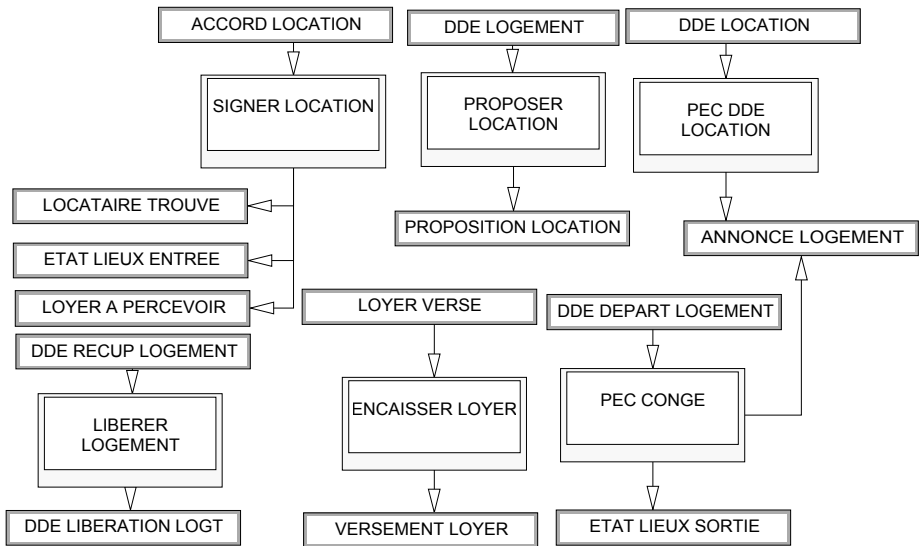 ACCORD LOCATION
DDE LOGEMENT
DDE LOCATION
SIGNER LOCATION
PROPOSER
LOCATION
PEC DDE
LOCATION
LOCATAIRE TROUVE
PROPOSITION LOCATION
ANNONCE LOGEMENT
ETAT LIEUX ENTREE
LOYER A PERCEVOIR
LOYER VERSE
DDE DEPART LOGEMENT
DDE RECUP LOGEMENT
LIBERER
LOGEMENT
ENCAISSER LOYER
PEC CONGE
DDE LIBERATION LOGT
VERSEMENT LOYER
ETAT LIEUX SORTIE